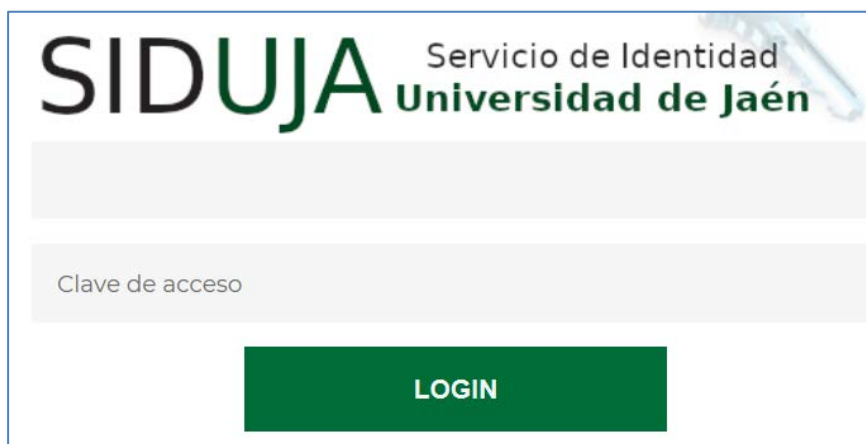 SIDUJA
Servicio de Identidad
Universidad de Jaén
Clave de acceso
LOGIN